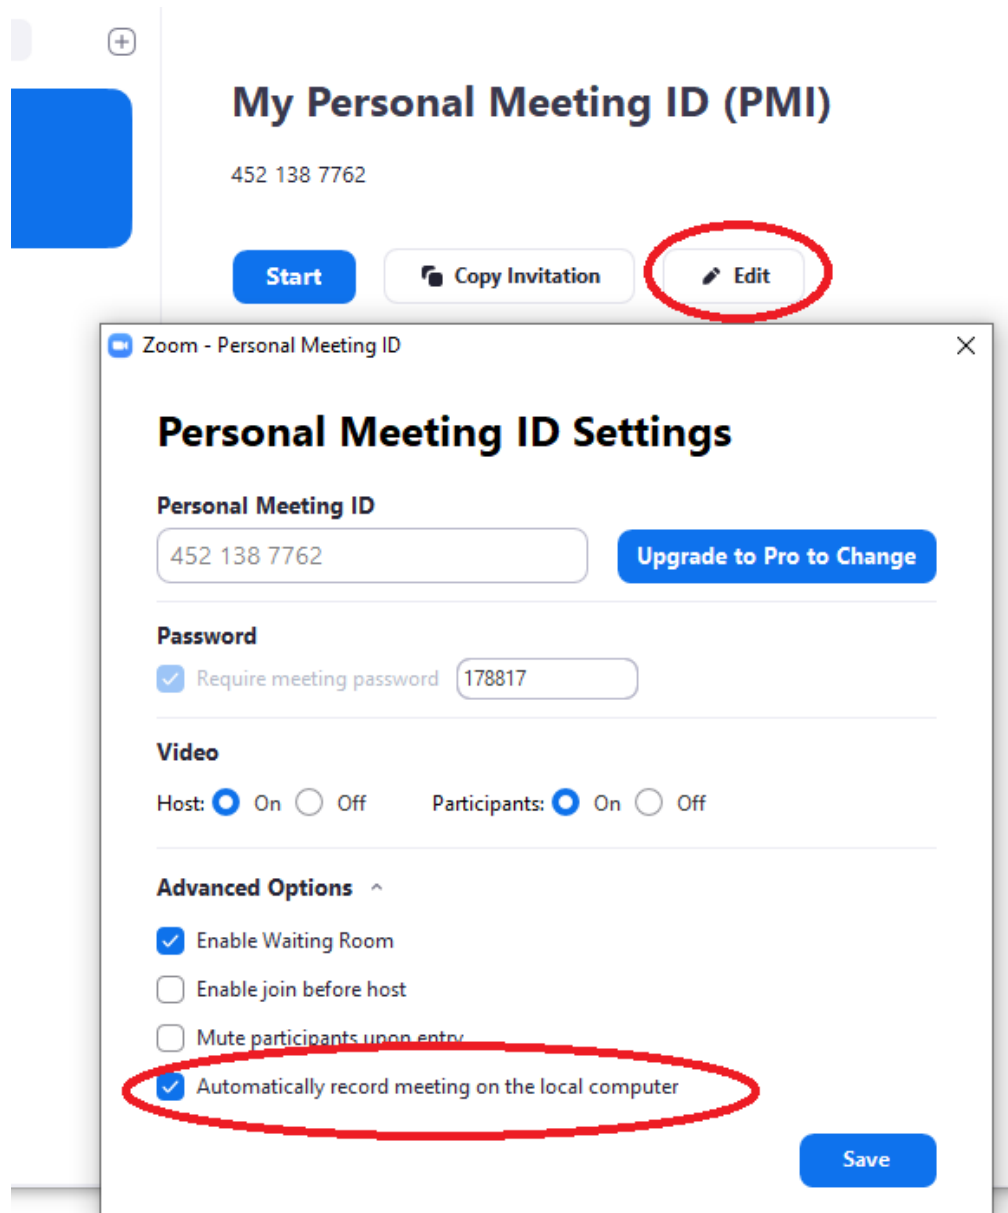 My Personal Meeting ID (PMI)
452 138 7762
Start Copy Invitation Edit
Zoom - Personal Meeting ID
Personal Meeting ID Settings
Personal Meeting ID
452 138 7762 Upgrade to Pro to Change
Password
Require meeting password 178817
Video
Host: On Off Participants: On Off
Advanced Options
Enable Waiting Room
Enable join before host
Mute participants upon entry
Automatically record meeting on the local computer
Save